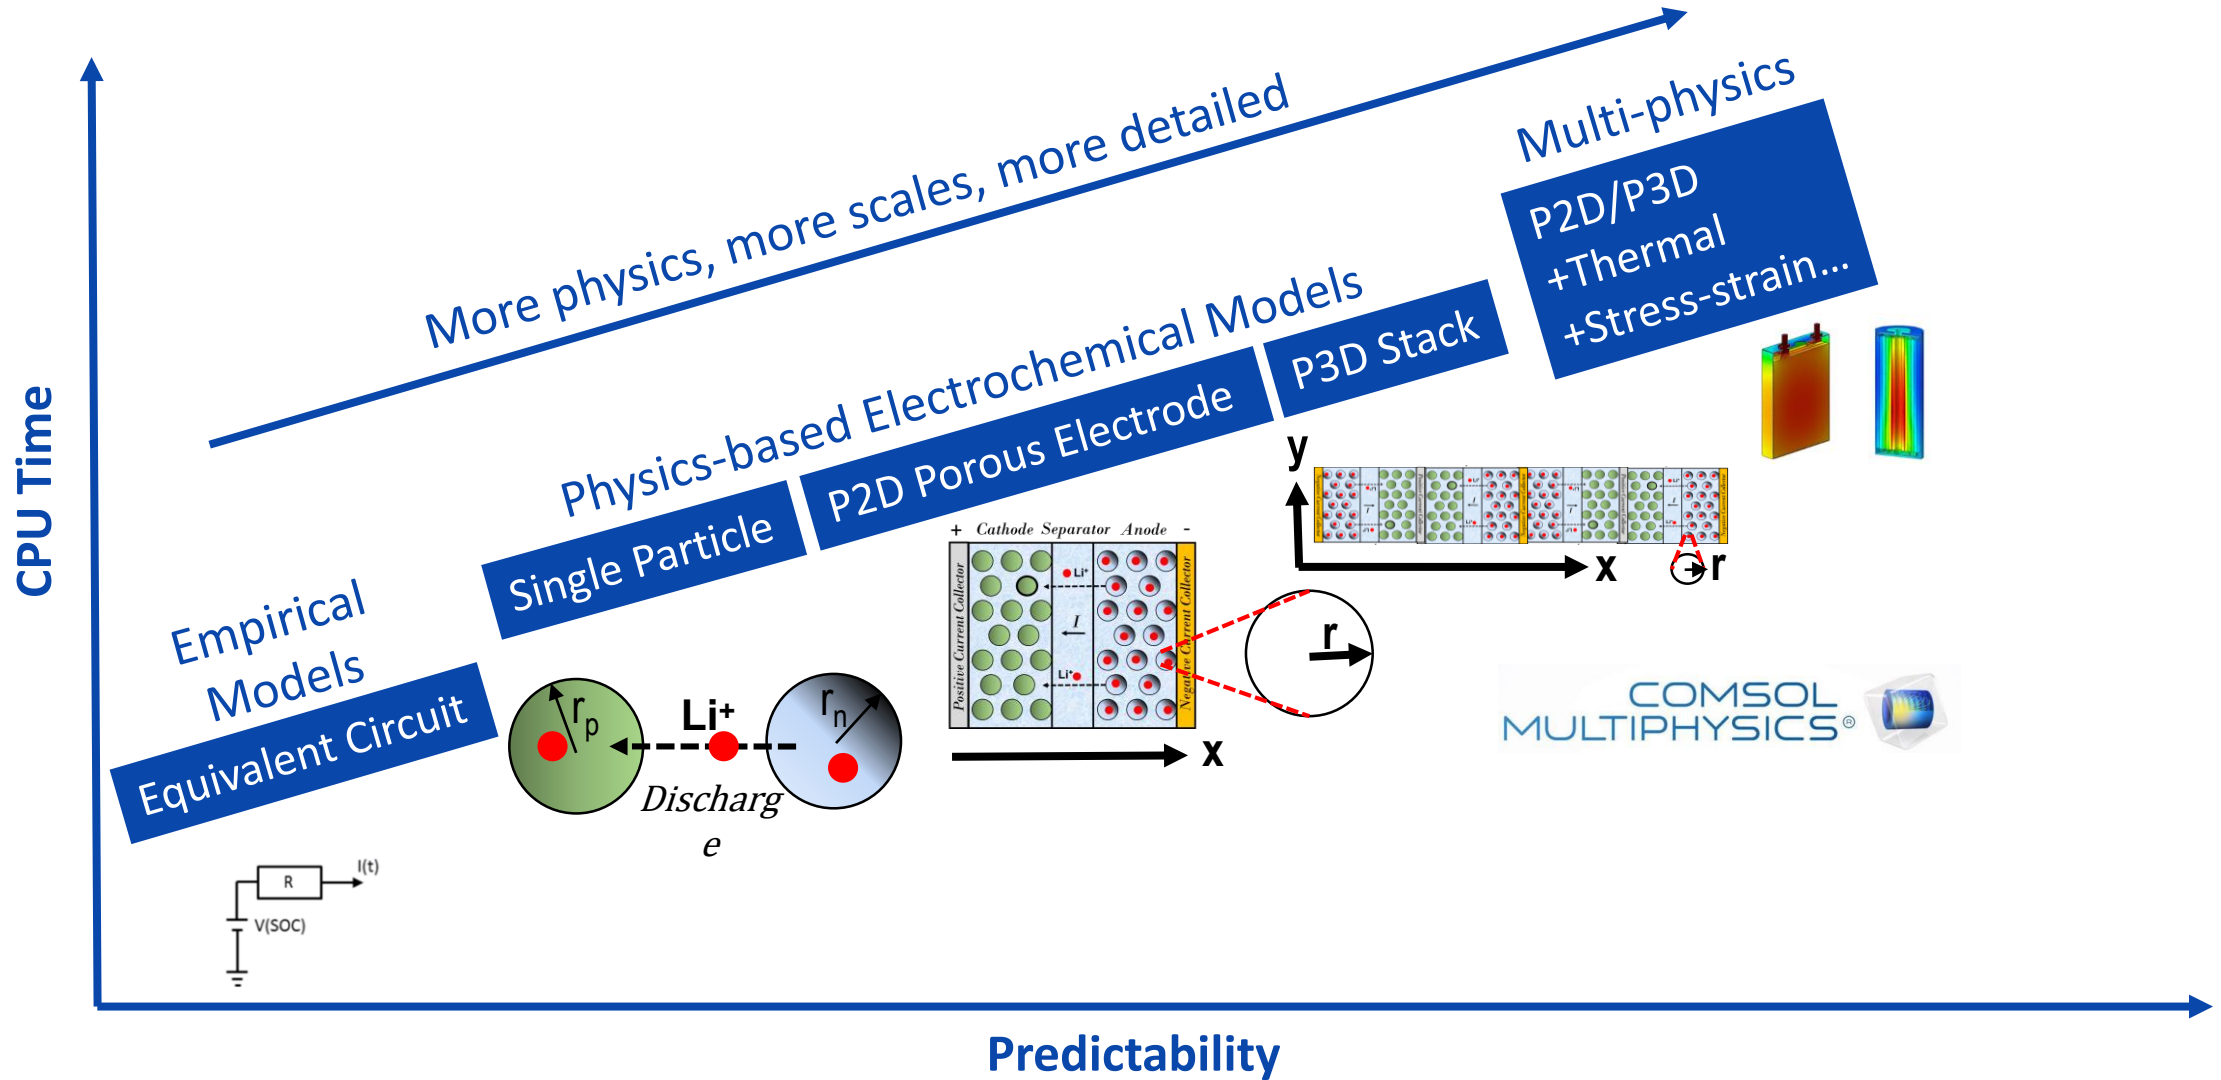 CPU Time
More physics, more scales, more detailed
Multi-physics
P2D/P3D
+Thermal
+Stress-strain...
Physics-based Electrochemical Models
P3D Stack
P2D Porous Electrode
Single Particle
Empirical
Models
Equivalent Circuit
R
I(t)
V(SOC)
rp
Li+
rn
Discharg
e
+ Cathode Separator Anode -
Positive Current Collector
Li+
I
Li+
Negative Current Collector
x
r
y
x
r
COMSOL
MULTIPHYSICS®
Predictability